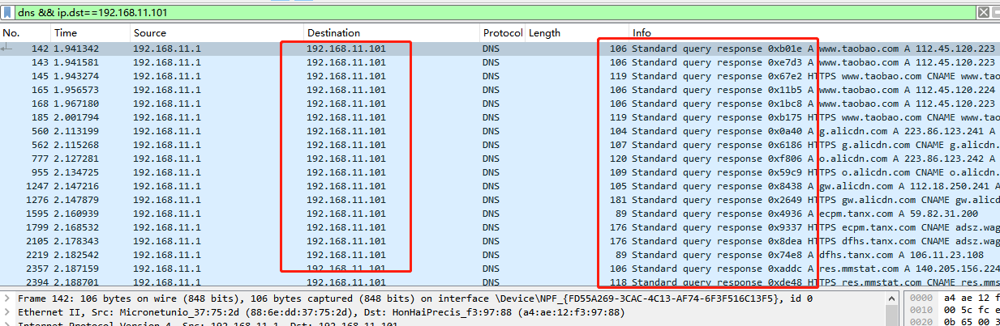 dns && ip.dst==192.168.11.101
No. Time Source Destination Protocol Length Info
142 1.941342 192.168.11.1 192.168.11.101 DNS 106 Standard query response 0xb01e A www.taobao.com A 112.45.120.223
143 1.941581 192.168.11.1 192.168.11.101 DNS 106 Standard query response 0xe7d3 A www.taobao.com A 112.45.120.223
145 1.943274 192.168.11.1 192.168.11.101 DNS 119 Standard query response 0x67e2 HTTPS www.taobao.com CNAME www.tao
165 1.956573 192.168.11.1 192.168.11.101 DNS 106 Standard query response 0x11b5 A www.taobao.com A 112.45.120.224
168 1.967180 192.168.11.1 192.168.11.101 DNS 106 Standard query response 0x1bc8 A www.taobao.com A 112.45.120.223
185 2.001794 192.168.11.1 192.168.11.101 DNS 119 Standard query response 0xb175 HTTPS www.taobao.com CNAME www.tao
560 2.113199 192.168.11.1 192.168.11.101 DNS 104 Standard query response 0x0a40 A g.alicdn.com A 223.86.123.241 A
562 2.115268 192.168.11.1 192.168.11.101 DNS 107 Standard query response 0x6186 HTTPS g.alicdn.com CNAME g.alicdn.
777 2.127281 192.168.11.1 192.168.11.101 DNS 120 Standard query response 0xf806 A o.alicdn.com A 223.86.123.242 A
955 2.134725 192.168.11.1 192.168.11.101 DNS 109 Standard query response 0x59c9 HTTPS o.alicdn.com CNAME o.alicdn.
1247 2.147216 192.168.11.1 192.168.11.101 DNS 105 Standard query response 0x8438 A gw.alicdn.com A 112.18.250.241 A
1276 2.147879 192.168.11.1 192.168.11.101 DNS 181 Standard query response 0x2649 HTTPS gw.alicdn.com CNAME gw.alicd
1595 2.160939 192.168.11.1 192.168.11.101 DNS 89 Standard query response 0x4936 A ecpm.tanx.com A 59.82.31.200
1799 2.168532 192.168.11.1 192.168.11.101 DNS 176 Standard query response 0x9337 HTTPS ecpm.tanx.com CNAME adsz.wag
2105 2.178343 192.168.11.1 192.168.11.101 DNS 176 Standard query response 0x8dea HTTPS dfhs.tanx.com CNAME adsz.wag
2219 2.182542 192.168.11.1 192.168.11.101 DNS 89 Standard query response 0x74e8 A dfhs.tanx.com A 106.11.23.108
2357 2.187159 192.168.11.1 192.168.11.101 DNS 106 Standard query response 0xaddc A res.mmstat.com A 140.205.156.224
2394 2.188701 192.168.11.1 192.168.11.101 DNS 118 Standard query response 0xde48 HTTPS res.mmstat.com CNAME res.mms
Frame 142: 106 bytes on wire (848 bits), 106 bytes captured (848 bits) on interface \Device\NPF_{FD55A269-3CAC-4C13-AF74-6F3F516C13F5}, id 0
Ethernet II, Src: Micronetunio_37:75:2d (88:6e:dd:37:75:2d), Dst: HonHaiPrecis_f3:97:88 (a4:ae:12:f3:97:88)
Internet Protocol Version 4, Src: 192.168.11.1, Dst: 192.168.11.101
0000 a4 ae 12 f
0010 00 5c fc e
0020 0b 65 00 3